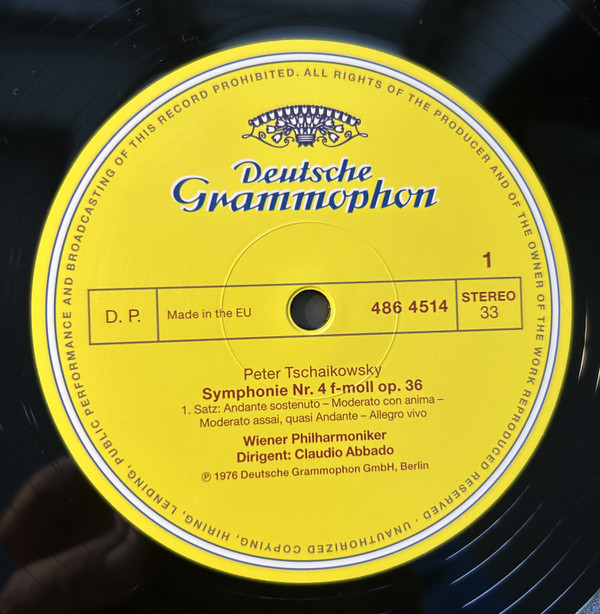 PUBLIC PERFORMANCE AND BROADCASTING OF THIS RECORD PROHIBITED. ALL RIGHTS OF THE PRODUCER AND OF THE OWNER OF THE WORK REPRODUCED RESERVED · UNAUTHORIZED COPYING, HIRING, LENDING,
Deutsche
Grammophon
1
D. P.
Made in the EU
486 4514
STEREO
33
Peter Tschaikowsky
Symphonie Nr. 4 f-moll op. 36
1. Satz: Andante sostenuto – Moderato con anima –
Moderato assai, quasi Andante – Allegro vivo
Wiener Philharmoniker
Dirigent: Claudio Abbado
℗ 1976 Deutsche Grammophon GmbH, Berlin